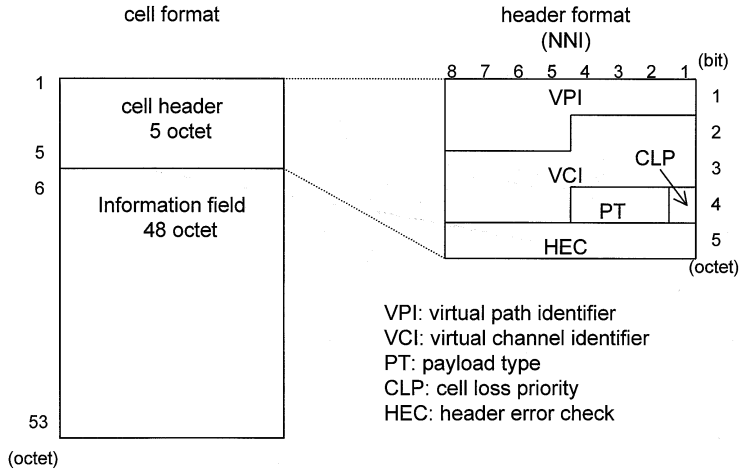 cell format
header format
(NNI)
(bit)
8 7 6 5 4 3 2 1
1
cell header
5 octet
5
6
Information field
48 octet
53
(octet)
VPI
1
2
CLP
3
VCI
PT
4
HEC
5
(octet)
VPI: virtual path identifier
VCI: virtual channel identifier
PT: payload type
CLP: cell loss priority
HEC: header error check